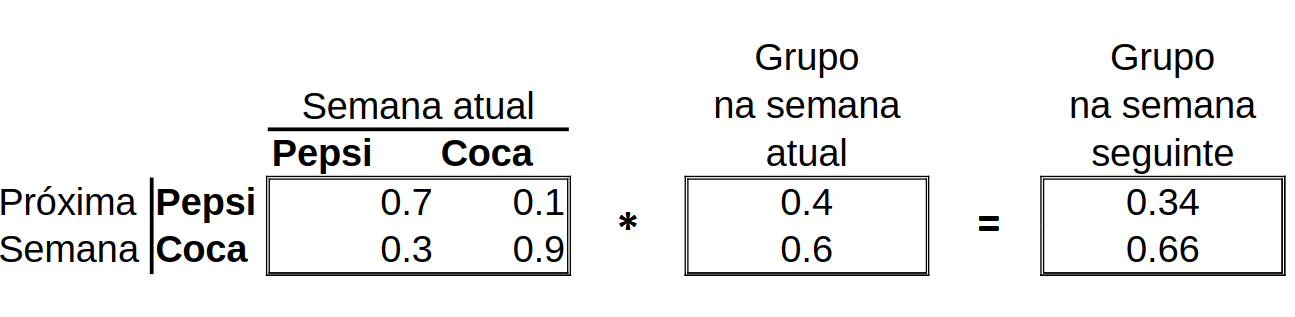 Grupo Grupo
Semana atual na semana na semana
Pepsi Coca atual seguinte
Próxima Pepsi 0.7 0.1 0.4 0.34
Semana Coca 0.3 0.9 * 0.6 = 0.66